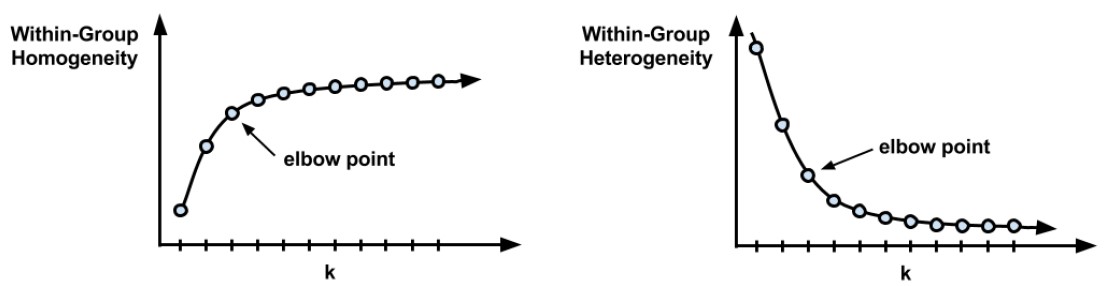 Within-Group
Homogeneity
elbow point
k
Within-Group
Heterogeneity
elbow point
k